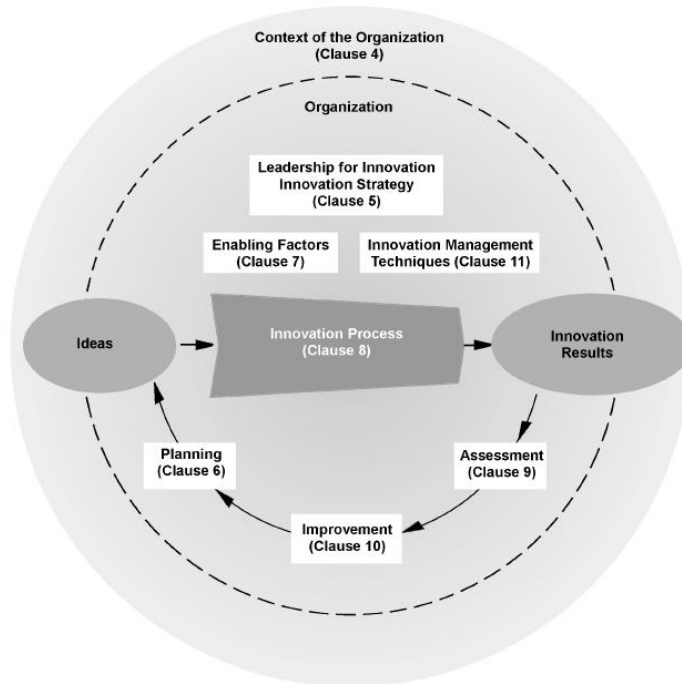 Context of the Organization
(Clause 4)
Organization
Leadership for Innovation
Innovation Strategy
(Clause 5)
Enabling Factors
(Clause 7)
Innovation Management
Techniques (Clause 11)
Ideas
Innovation Process
(Clause 8)
Innovation
Results
Planning
(Clause 6)
Assessment
(Clause 9)
Improvement
(Clause 10)